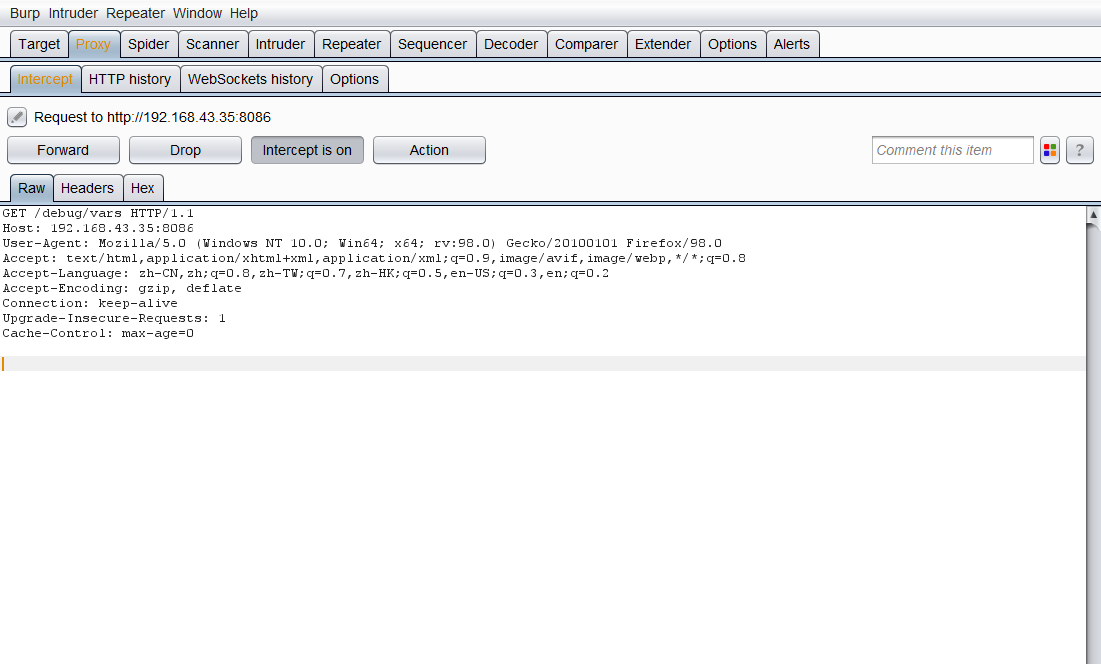 Burp Intruder Repeater Window Help
Target Proxy Spider Scanner Intruder Repeater Sequencer Decoder Comparer Extender Options Alerts
Intercept HTTP history WebSockets history Options
Request to http://192.168.43.35:8086
Forward Drop Intercept is on Action Comment this item ?
Raw Headers Hex
GET /debug/vars HTTP/1.1
Host: 192.168.43.35:8086
User-Agent: Mozilla/5.0 (Windows NT 10.0; Win64; x64; rv:98.0) Gecko/20100101 Firefox/98.0
Accept: text/html,application/xhtml+xml,application/xml;q=0.9,image/avif,image/webp,*/*;q=0.8
Accept-Language: zh-CN,zh;q=0.8,zh-TW;q=0.7,zh-HK;q=0.5,en-US;q=0.3,en;q=0.2
Accept-Encoding: gzip, deflate
Connection: keep-alive
Upgrade-Insecure-Requests: 1
Cache-Control: max-age=0